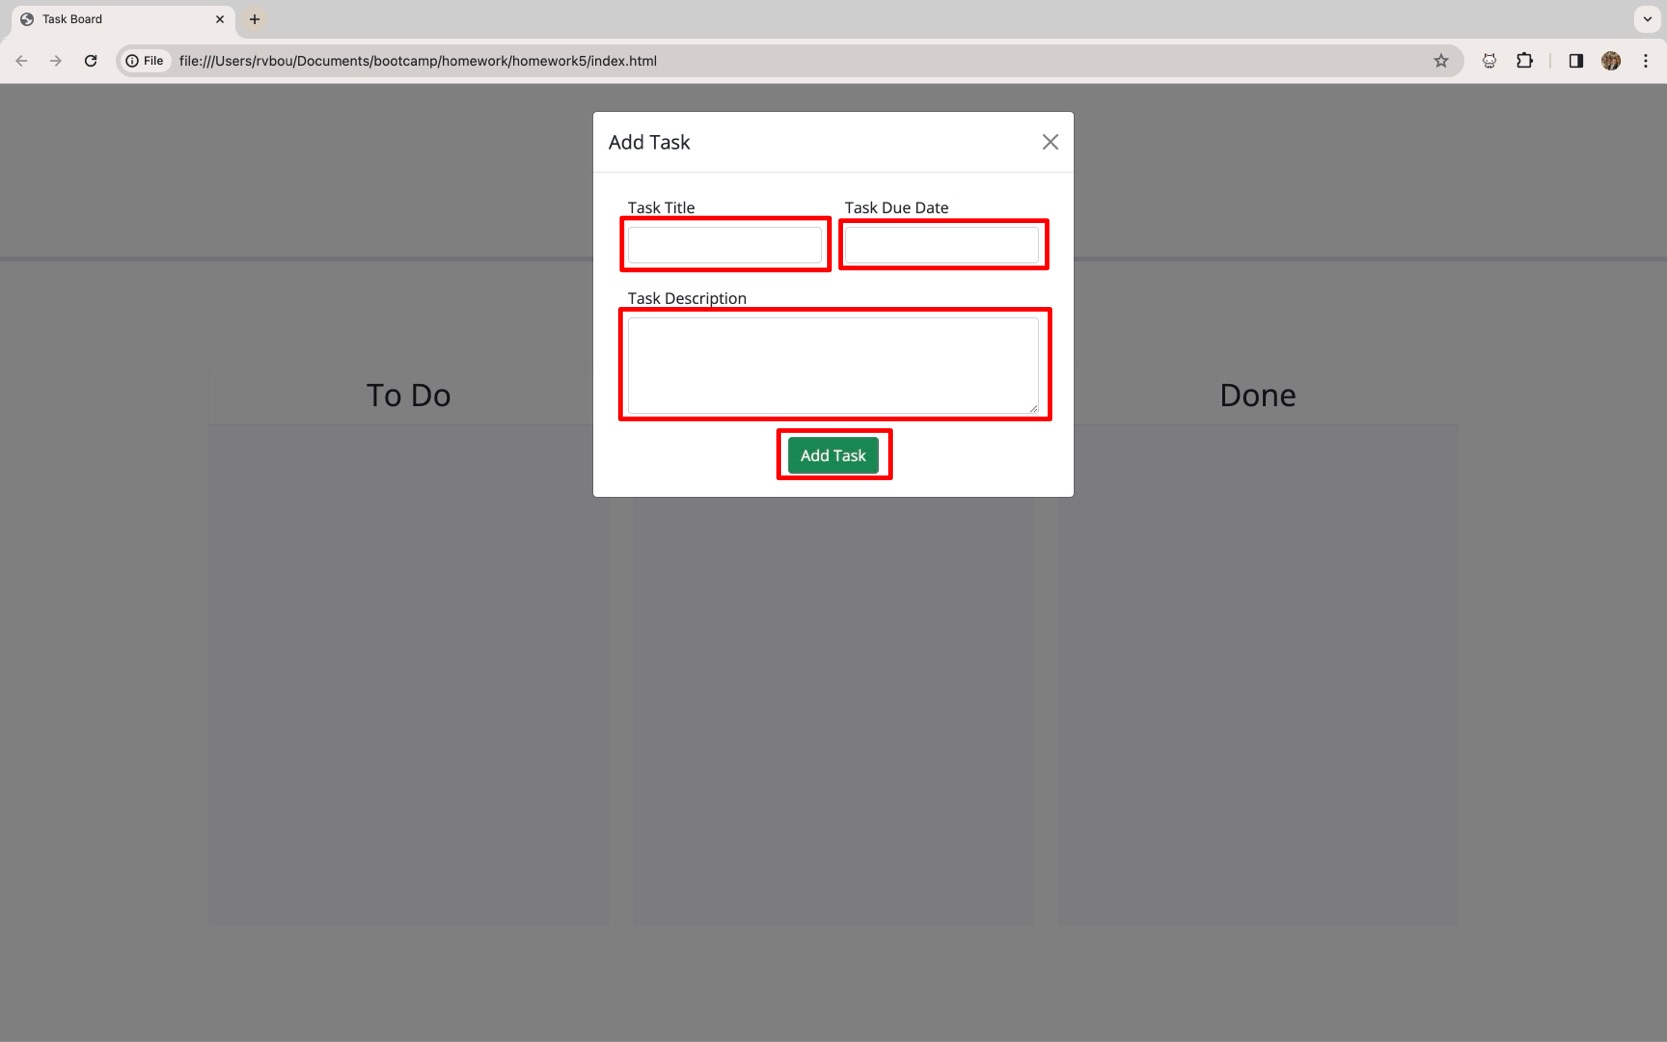 Task Board
File
file:///Users/rvbou/Documents/bootcamp/homework/homework5/index.html
Add Task
Task Title
Task Due Date
Task Description
Add Task
To Do
Done